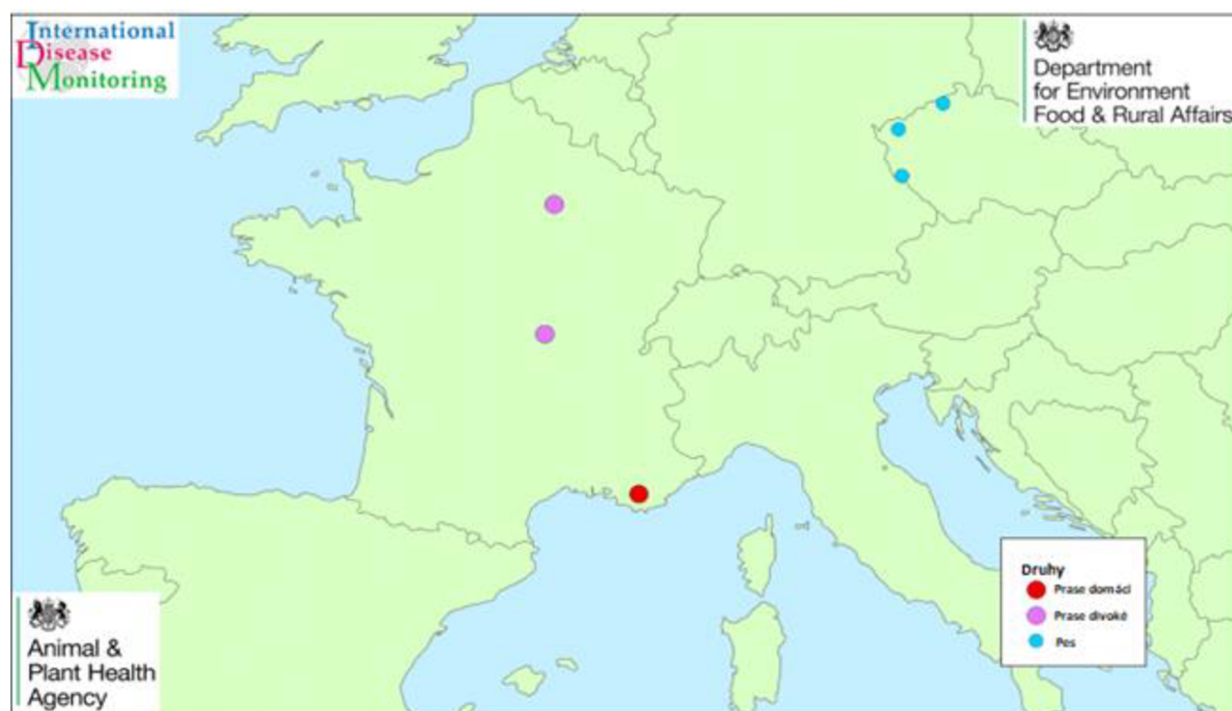 International
Disease
Monitoring
Department
for Environment
Food & Rural Affairs
Druhy
Prase domácí
Prase divoké
Pes
Animal &
Plant Health
Agency